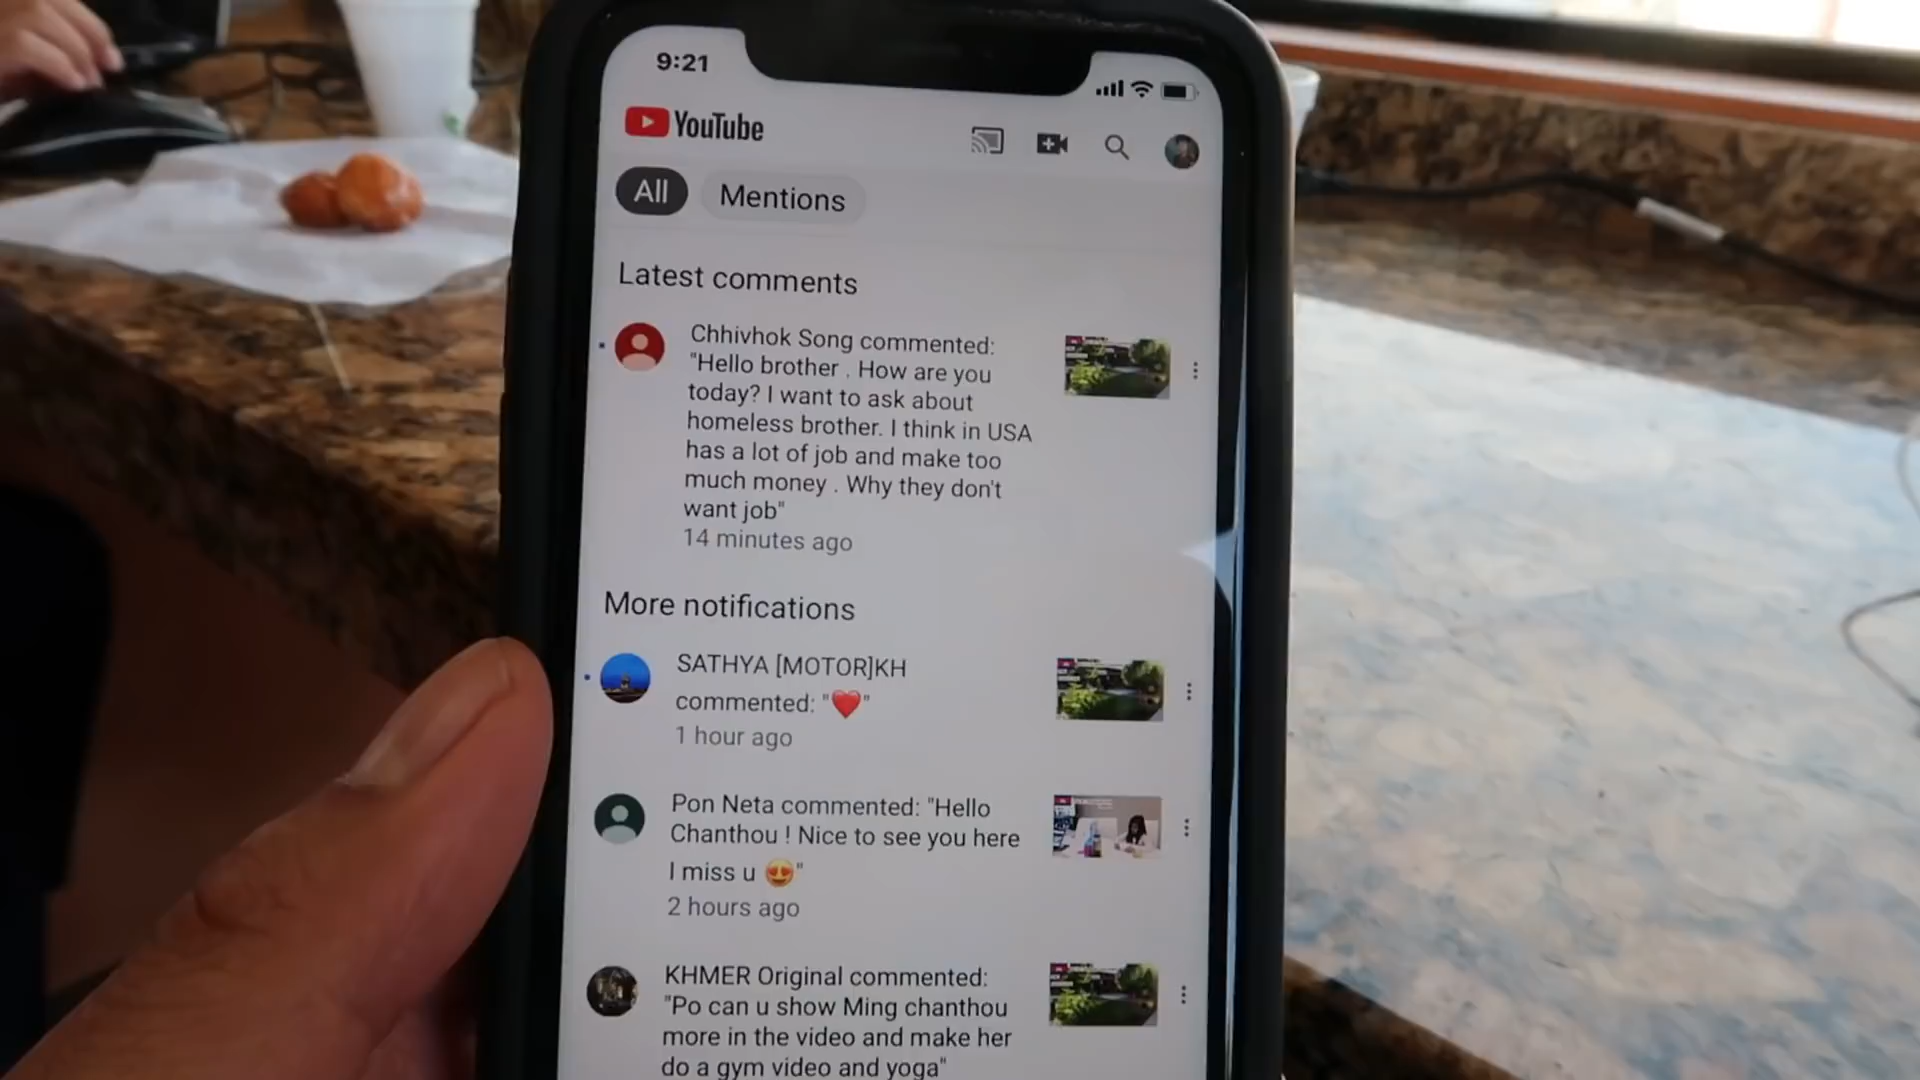 9:21
YouTube
All
Mentions
Latest comments
Chhivhok Song commented:
"Hello brother . How are you
today? I want to ask about
homeless brother. I think in USA
has a lot of job and make too
much money . Why they don't
want job"
14 minutes ago
More notifications
SATHYA [MOTOR]KH
commented: "❤️"
1 hour ago
Pon Neta commented: "Hello
Chanthou ! Nice to see you here
I miss u 😍"
2 hours ago
KHMER Original commented:
"Po can u show Ming chanthou
more in the video and make her
do a gym video and yoga"